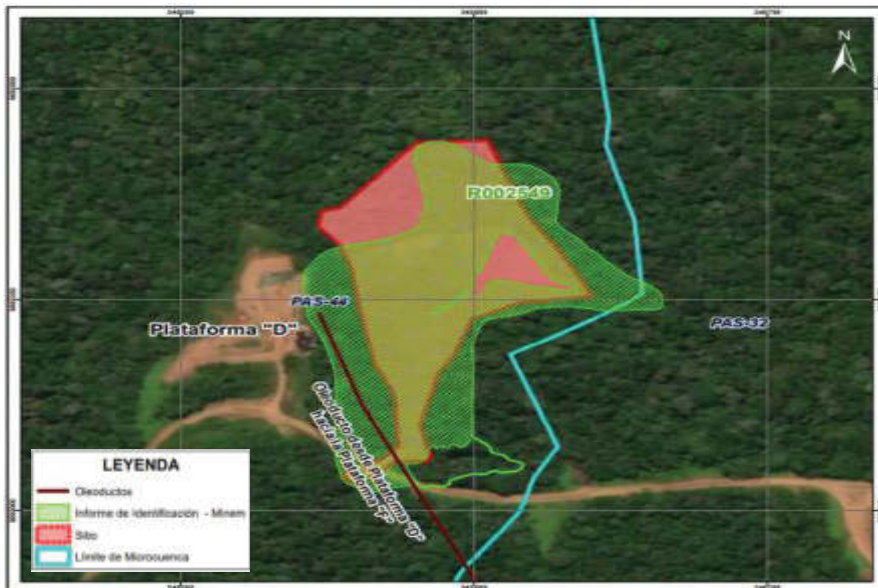 N
R002549
PAS-44
Plataforma "D"
PAS-32
Oleoducto desde Plataforma "D"
hacia la Plataforma "F"
LEYENDA
Oleoductos
Informe de Identificación - Minem
Sitio
Límite de Microcuenca